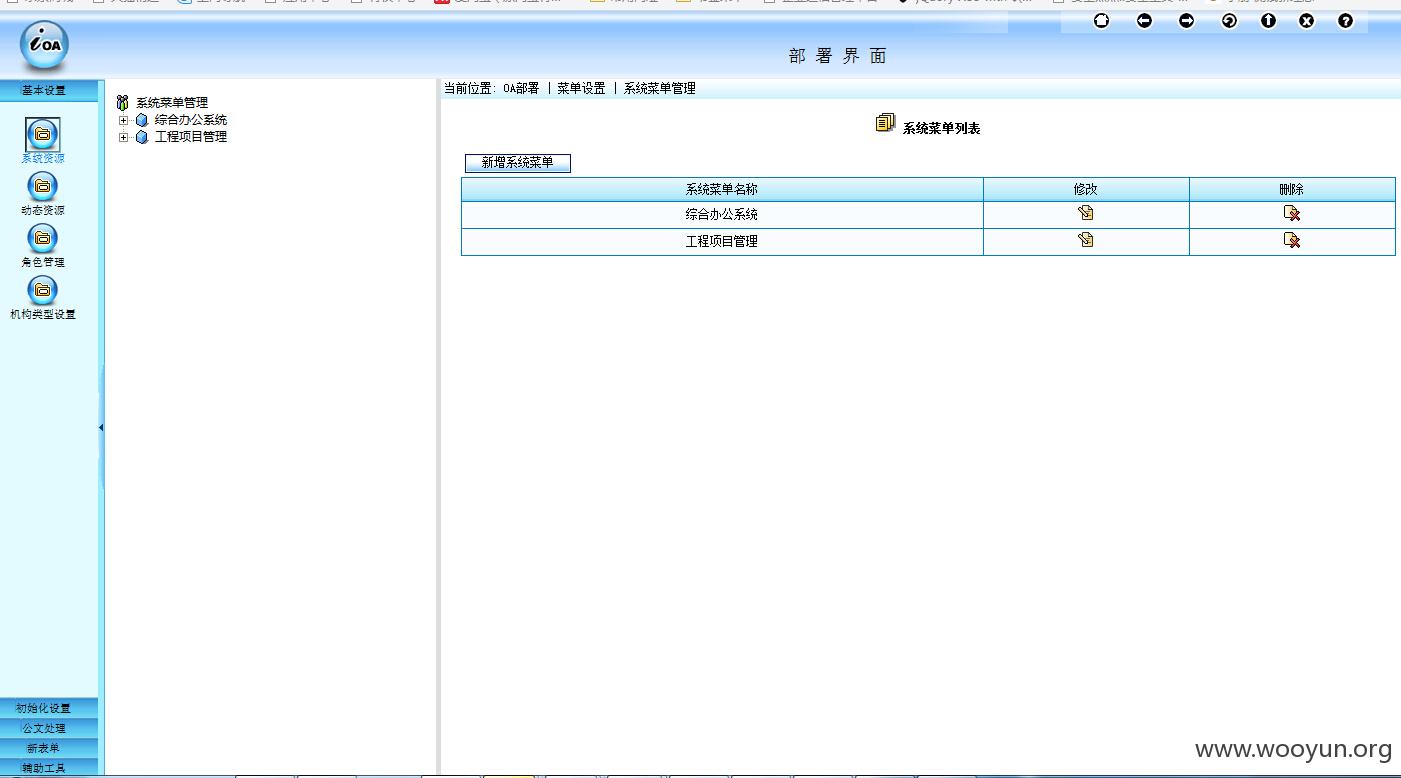 iOA
部署界面
基本设置
系统资源
动态资源
角色管理
机构类型设置
初始化设置
公文处理
新表单
辅助工具
系统菜单管理
综合办公系统
工程项目管理
当前位置: OA部署 | 菜单设置 | 系统菜单管理
系统菜单列表
新增系统菜单
系统菜单名称 修改 删除
综合办公系统
工程项目管理
www.wooyun.org